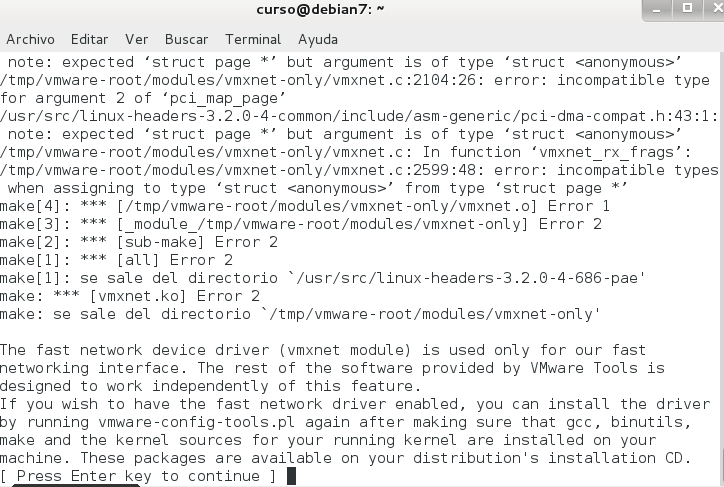 curso@debian7: ~
Archivo Editar Ver Buscar Terminal Ayuda
note: expected ‘struct page *’ but argument is of type ‘struct <anonymous>’
/tmp/vmware-root/modules/vmxnet-only/vmxnet.c:2104:26: error: incompatible type
for argument 2 of ‘pci_map_page’
/usr/src/linux-headers-3.2.0-4-common/include/asm-generic/pci-dma-compat.h:43:1:
note: expected ‘struct page *’ but argument is of type ‘struct <anonymous>’
/tmp/vmware-root/modules/vmxnet-only/vmxnet.c: In function ‘vmxnet_rx_frags’:
/tmp/vmware-root/modules/vmxnet-only/vmxnet.c:2599:48: error: incompatible types
when assigning to type ‘struct <anonymous>’ from type ‘struct page *’
make[4]: *** [/tmp/vmware-root/modules/vmxnet-only/vmxnet.o] Error 1
make[3]: *** [_module_/tmp/vmware-root/modules/vmxnet-only] Error 2
make[2]: *** [sub-make] Error 2
make[1]: *** [all] Error 2
make[1]: se sale del directorio `/usr/src/linux-headers-3.2.0-4-686-pae'
make: *** [vmxnet.ko] Error 2
make: se sale del directorio `/tmp/vmware-root/modules/vmxnet-only'
The fast network device driver (vmxnet module) is used only for our fast
networking interface. The rest of the software provided by VMware Tools is
designed to work independently of this feature.
If you wish to have the fast network driver enabled, you can install the driver
by running vmware-config-tools.pl again after making sure that gcc, binutils,
make and the kernel sources for your running kernel are installed on your
machine. These packages are available on your distribution's installation CD.
[ Press Enter key to continue ]